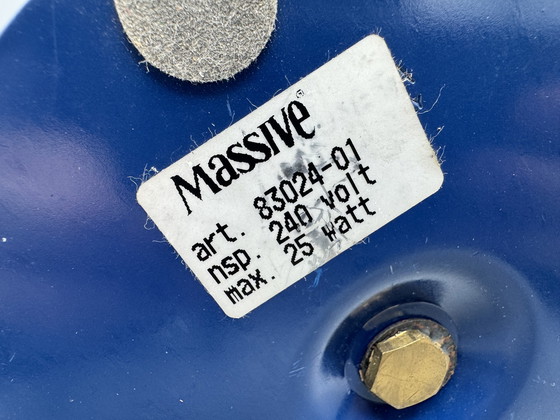 Massive®
art. 83024-01
nsp. 240 volt
max. 25 Watt